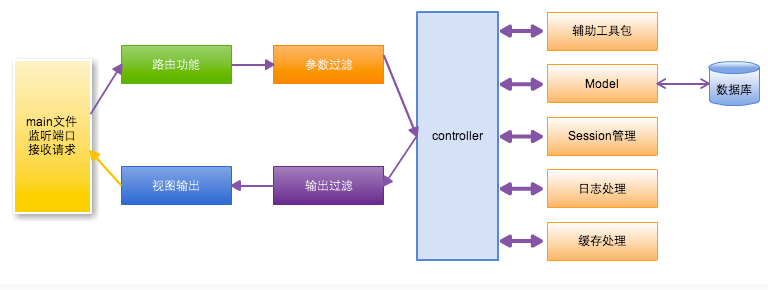 main文件
监听端口
接收请求
路由功能
参数过滤
视图输出
输出过滤
controller
辅助工具包
Model
数据库
Session管理
日志处理
缓存处理